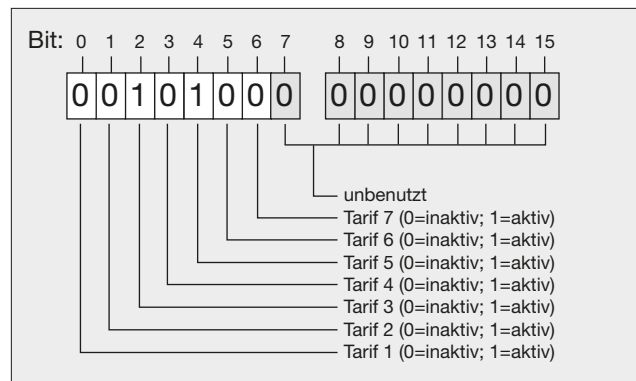 Bit: 0 1 2 3 4 5 6 7 8 9 10 11 12 13 14 15
0 0 1 0 1 0 0 0 0 0 0 0 0 0 0 0
unbenutzt
Tarif 7 (0=inaktiv; 1=aktiv)
Tarif 6 (0=inaktiv; 1=aktiv)
Tarif 5 (0=inaktiv; 1=aktiv)
Tarif 4 (0=inaktiv; 1=aktiv)
Tarif 3 (0=inaktiv; 1=aktiv)
Tarif 2 (0=inaktiv; 1=aktiv)
Tarif 1 (0=inaktiv; 1=aktiv)